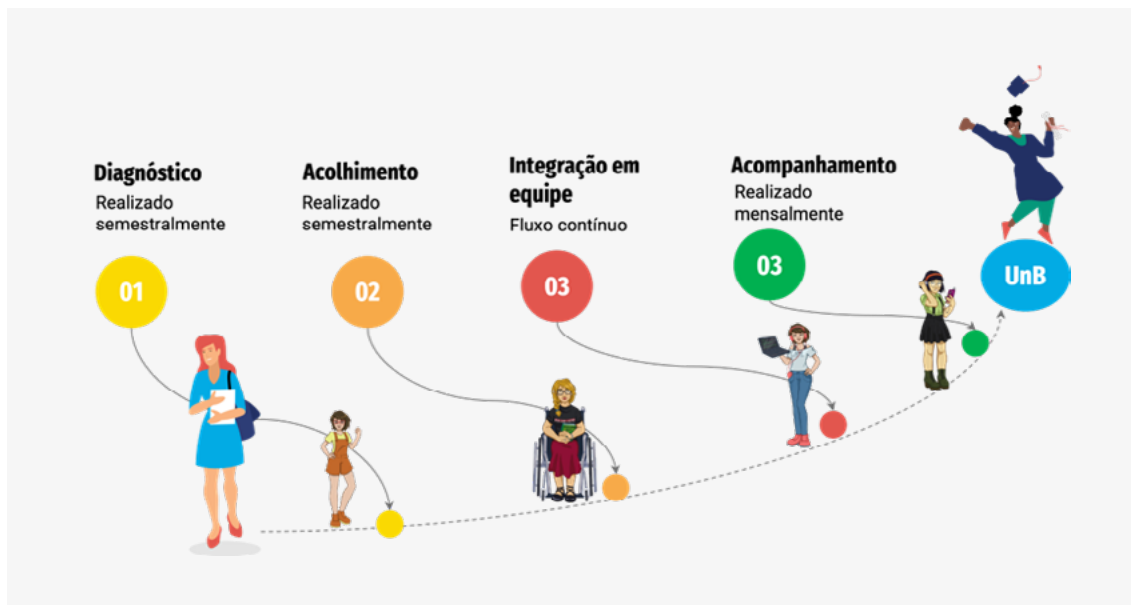 Diagnóstico
Realizado
semestralmente
01
Acolhimento
Realizado
semestralmente
02
Integração em
equipe
Fluxo contínuo
03
Acompanhamento
Realizado
mensalmente
03
UnB